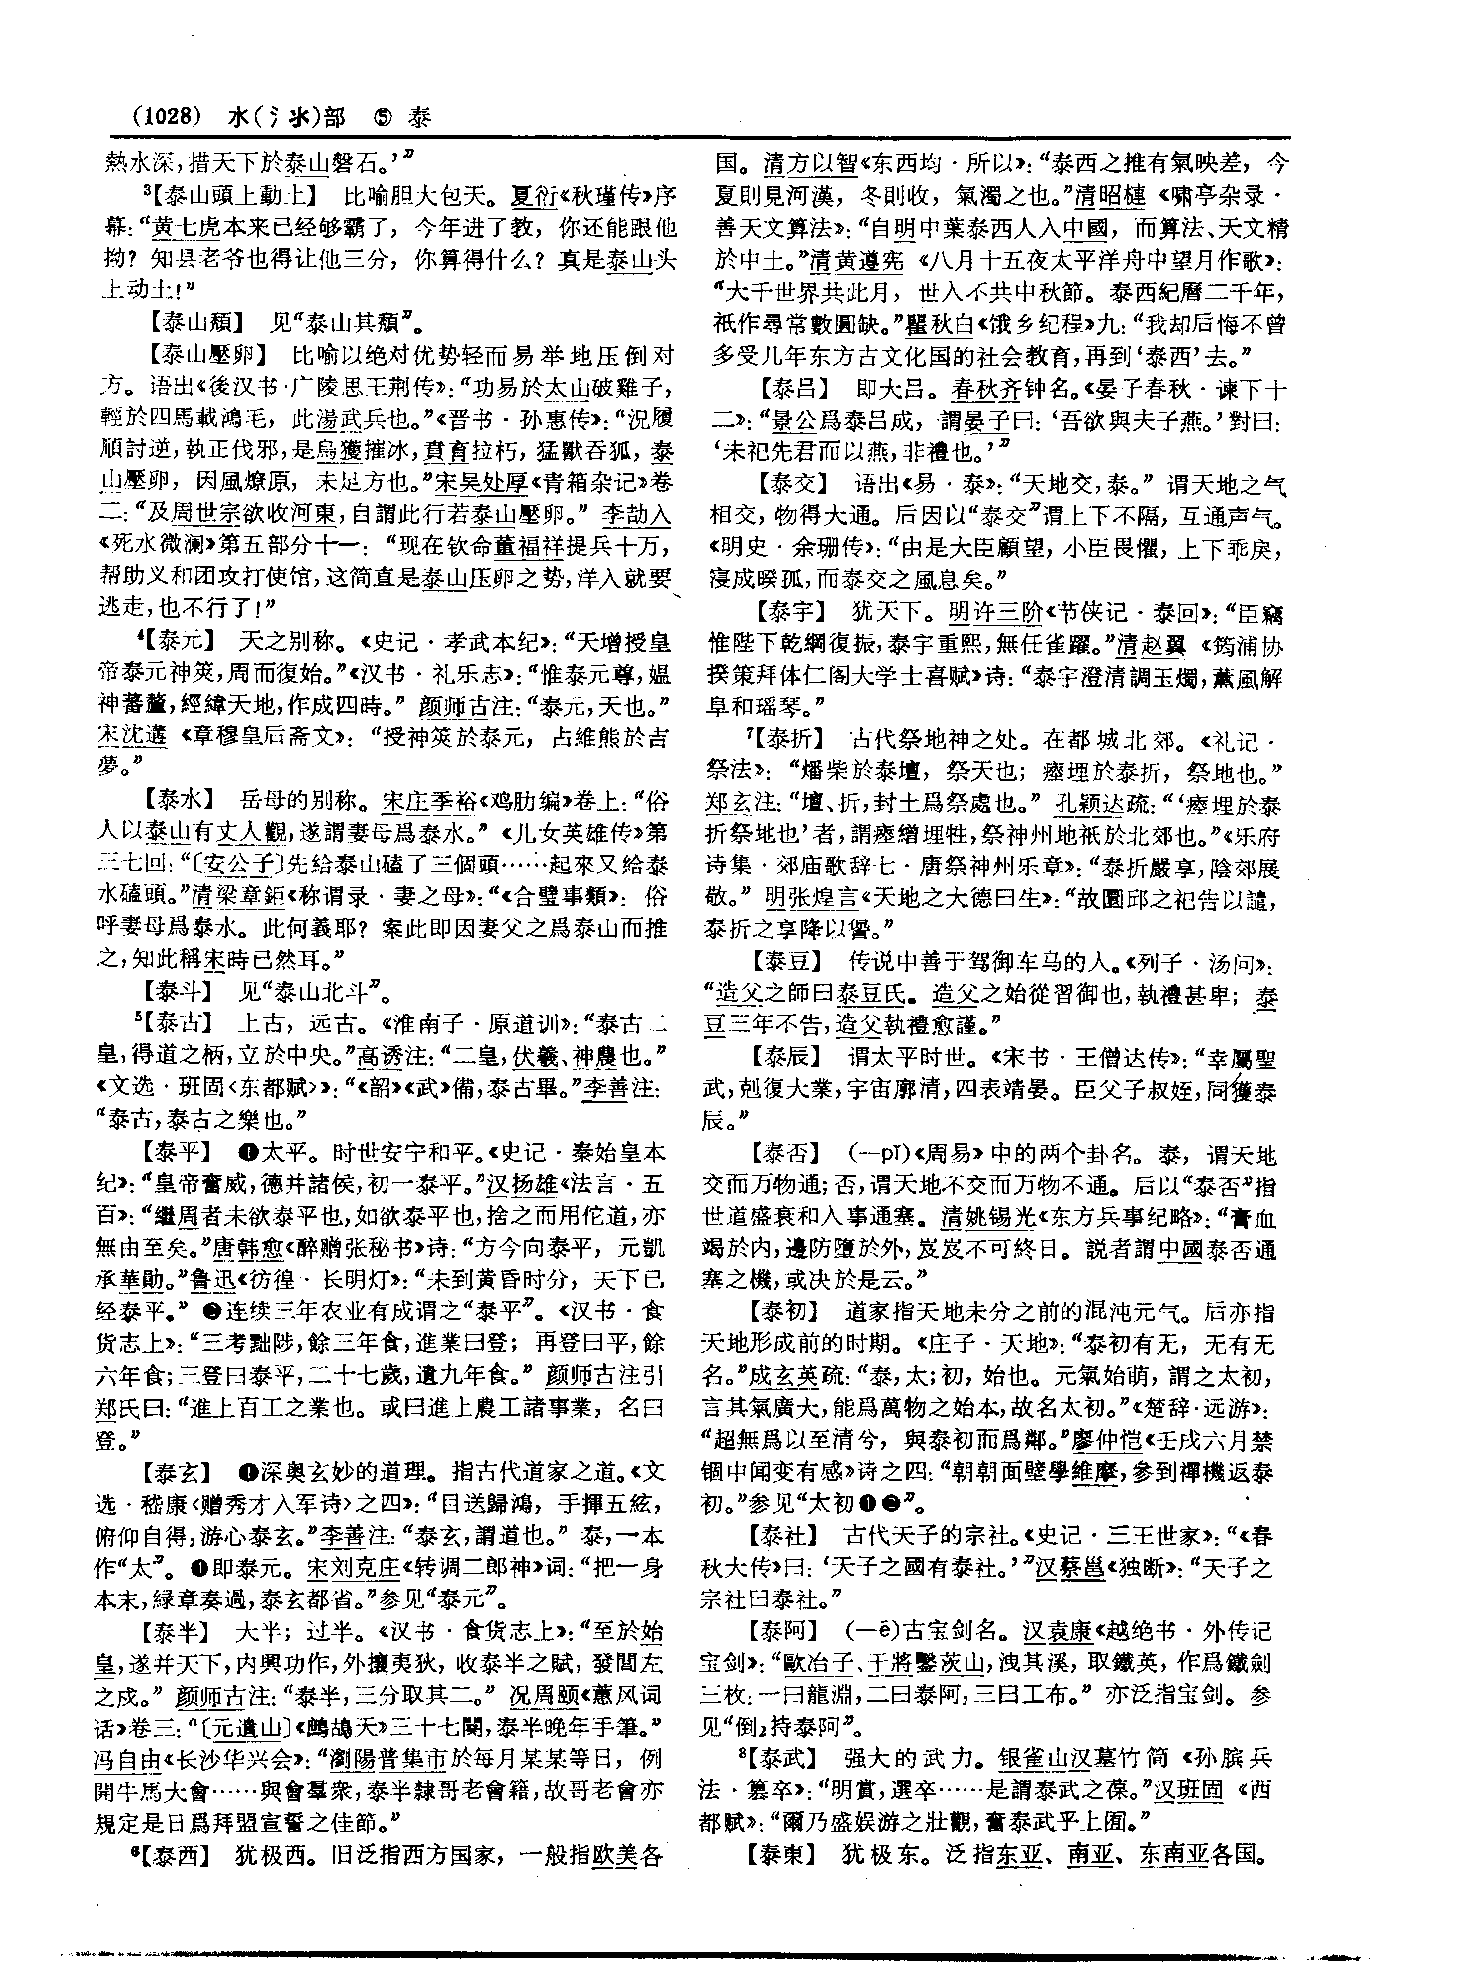 (1028) 水(氵氺)部 ⑤ 泰
熱水深，措天下於泰山磐石。’”
³【泰山頭上動土】 比喻胆大包天。夏衍《秋瑾传》序
幕：“黄七虎本来已经够霸了，今年进了教，你还能跟他
拗？知县老爷也得让他三分，你算得什么？真是泰山头
上动土！”
【泰山頹】 见“泰山其頹”。
【泰山壓卵】 比喻以绝对优势轻而易举地压倒对
方。语出《後汉书·广陵思王荆传》：“功易於太山破雞子，
輕於四馬載鴻毛，此湯武兵也。”《晋书·孙惠传》：“況履
順討逆，執正伐邪，是烏獲摧冰，賁育拉朽，猛獸吞狐，泰
山壓卵，因風燎原，未足方也。”宋吴处厚《青箱杂记》卷
二：“及周世宗欲收河東，自謂此行若泰山壓卵。”李劼人
《死水微澜》第五部分十一：“现在钦命董福祥提兵十万，
帮助义和团攻打使馆，这简直是泰山压卵之势，洋人就要
逃走，也不行了！”
⁴【泰元】 天之别称。《史记·孝武本纪》：“天增授皇
帝泰元神筴，周而復始。”《汉书·礼乐志》：“惟泰元尊，媪
神蕃釐，經緯天地，作成四時。”颜师古注：“泰元，天也。”
宋沈遘《章穆皇后斋文》：“授神筴於泰元，占維熊於吉
夢。”
【泰水】 岳母的别称。宋庄季裕《鸡肋编》卷上：“俗
人以泰山有丈人觀，遂謂妻母爲泰水。”《儿女英雄传》第
三七回：“〔安公子〕先给泰山磕了三個頭……起來又给泰
水磕頭。”清梁章鉅《称谓录·妻之母》：“《合璧事類》：俗
呼妻母爲泰水。此何義耶？案此即因妻父之爲泰山而推
之，知此稱宋時已然耳。”
【泰斗】 见“泰山北斗”。
⁵【泰古】 上古，远古。《淮南子·原道训》：“泰古二
皇，得道之柄，立於中央。”高诱注：“二皇，伏羲、神農也。”
《文选·班固〈东都赋〉》：“《韶》《武》備，泰古畢。”李善注：
“泰古，泰古之樂也。”
【泰平】 ❶太平。时世安宁和平。《史记·秦始皇本
纪》：“皇帝奮威，德并諸侯，初一泰平。”汉扬雄《法言·五
百》：“繼周者未欲泰平也，如欲泰平也，捨之而用佗道，亦
無由至矣。”唐韩愈《醉赠张秘书》诗：“方今向泰平，元凱
承華勛。”鲁迅《彷徨·长明灯》：“未到黄昏时分，天下已
经泰平。”❷连续三年农业有成谓之“泰平”。《汉书·食
货志上》：“三考黜陟，餘三年食，進業曰登；再登曰平，餘
六年食；三登曰泰平，二十七歲，遺九年食。”颜师古注引
郑氏曰：“進上百工之業也。或曰進上農工諸事業，名曰
登。”
【泰玄】 ❶深奥玄妙的道理。指古代道家之道。《文
选·嵇康〈赠秀才入军诗〉之四》：“目送歸鴻，手揮五絃，
俯仰自得，游心泰玄。”李善注：“泰玄，謂道也。”泰，一本
作“太”。❶即泰元。宋刘克庄《转调二郎神》词：“把一身
本末，緑章奏過，泰玄都省。”参见“泰元”。
【泰半】 大半；过半。《汉书·食货志上》：“至於始
皇，遂并天下，内興功作，外攘夷狄，收泰半之賦，發閭左
之戍。”颜师古注：“泰半，三分取其二。”况周颐《蕙风词
话》卷三：“〔元遺山〕《鷓鴣天》三十七闋，泰半晚年手筆。”
冯自由《长沙华兴会》：“瀏陽普集市於每月某某等日，例
開牛馬大會……與會羣衆，泰半隸哥老會籍，故哥老會亦
規定是日爲拜盟宣誓之佳節。”
⁶【泰西】 犹极西。旧泛指西方国家，一般指欧美各
国。清方以智《东西均·所以》：“泰西之推有氣映差，今
夏則見河漢，冬則收，氣濁之也。”清昭槤《啸亭杂录·
善天文算法》：“自明中葉泰西人入中國，而算法、天文精
於中土。”清黄遵宪《八月十五夜太平洋舟中望月作歌》：
“大千世界共此月，世人不共中秋節。泰西紀曆二千年，
衹作尋常數圓缺。”瞿秋白《饿乡纪程》九：“我却后悔不曾
多受几年东方古文化国的社会教育，再到‘泰西’去。”
【泰吕】 即大吕。春秋齐钟名。《晏子春秋·谏下十
二》：“景公爲泰吕成，謂晏子曰：‘吾欲與夫子燕。’對曰：
‘未祀先君而以燕，非禮也。’”
【泰交】 语出《易·泰》：“天地交，泰。”谓天地之气
相交，物得大通。后因以“泰交”谓上下不隔，互通声气。
《明史·余珊传》：“由是大臣顧望，小臣畏懼，上下乖戾，
寖成暌孤，而泰交之風息矣。”
【泰宇】 犹天下。明许三阶《节侠记·泰回》：“臣竊
惟陛下乾綱復振，泰宇重熙，無任雀躍。”清赵翼《筠浦协
揆策拜体仁阁大学士喜赋》诗：“泰宇澄清調玉燭，薰風解
阜和瑶琴。”
⁷【泰折】 古代祭地神之处。在都城北郊。《礼记·
祭法》：“燔柴於泰壇，祭天也；瘞埋於泰折，祭地也。”
郑玄注：“壇、折，封土爲祭處也。”孔颖达疏：“‘瘞埋於泰
折祭地也’者，謂瘞繒埋牲，祭神州地衹於北郊也。”《乐府
诗集·郊庙歌辞七·唐祭神州乐章》：“泰折嚴享，陰郊展
敬。”明张煌言《天地之大德曰生》：“故圜邱之祀告以譴，
泰折之享降以眚。”
【泰豆】 传说中善于驾御车马的人。《列子·汤问》：
“造父之師曰泰豆氏。造父之始從習御也，執禮甚卑；泰
豆三年不告，造父執禮愈謹。”
【泰辰】 谓太平时世。《宋书·王僧达传》：“幸屬聖
武，剋復大業，宇宙廓清，四表靖晏。臣父子叔姪，同獲泰
辰。”
【泰否】 (—pǐ)《周易》中的两个卦名。泰，谓天地
交而万物通；否，谓天地不交而万物不通。后以“泰否”指
世道盛衰和人事通塞。清姚锡光《东方兵事纪略》：“膏血
竭於内，邊防墮於外，岌岌不可終日。説者謂中國泰否通
塞之機，或决於是云。”
【泰初】 道家指天地未分之前的混沌元气。后亦指
天地形成前的时期。《庄子·天地》：“泰初有无，无有无
名。”成玄英疏：“泰，太；初，始也。元氣始萌，謂之太初，
言其氣廣大，能爲萬物之始本，故名太初。”《楚辞·远游》：
“超無爲以至清兮，與泰初而爲鄰。”廖仲恺《壬戌六月禁
锢中闻变有感》诗之四：“朝朝面壁學維摩，參到禪機返泰
初。”参见“太初❶❷”。
【泰社】 古代天子的宗社。《史记·三王世家》：“《春
秋大传》曰：‘天子之國有泰社。’”汉蔡邕《独断》：“天子之
宗社曰泰社。”
【泰阿】 (—ē)古宝剑名。汉袁康《越绝书·外传记
宝剑》：“歐冶子、干將鑿茨山，洩其溪，取鐵英，作爲鐵劍
三枚：一曰龍淵，二曰泰阿，三曰工布。”亦泛指宝剑。参
见“倒₂持泰阿”。
⁸【泰武】 强大的武力。银雀山汉墓竹简《孙膑兵
法·篡卒》：“明賞，選卒……是謂泰武之葆。”汉班固《西
都赋》：“爾乃盛娱游之壯觀，奮泰武乎上囿。”
【泰東】 犹极东。泛指东亚、南亚、东南亚各国。